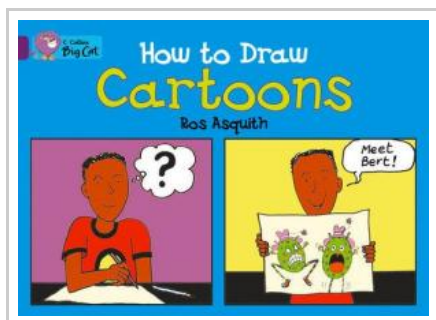 Collins
Big Cat
How to Draw
Cartoons
Ros Asquith
?
Meet
Bert!